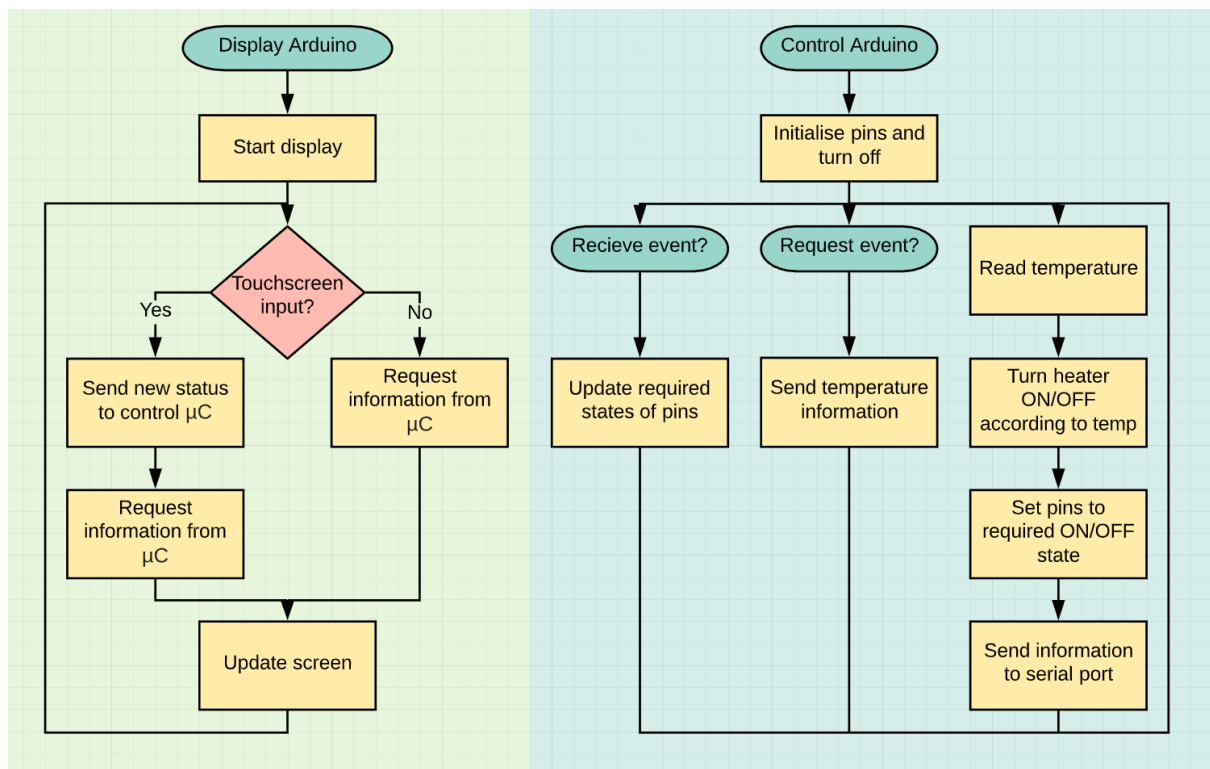 Display Arduino
Start display
Touchscreen
input?
Yes
No
Send new status
to control µC
Request
information from
µC
Request
information from
µC
Update screen
Control Arduino
Initialise pins and
turn off
Recieve event?
Request event?
Read temperature
Update required
states of pins
Send temperature
information
Turn heater
ON/OFF
according to temp
Set pins to
required ON/OFF
state
Send information
to serial port